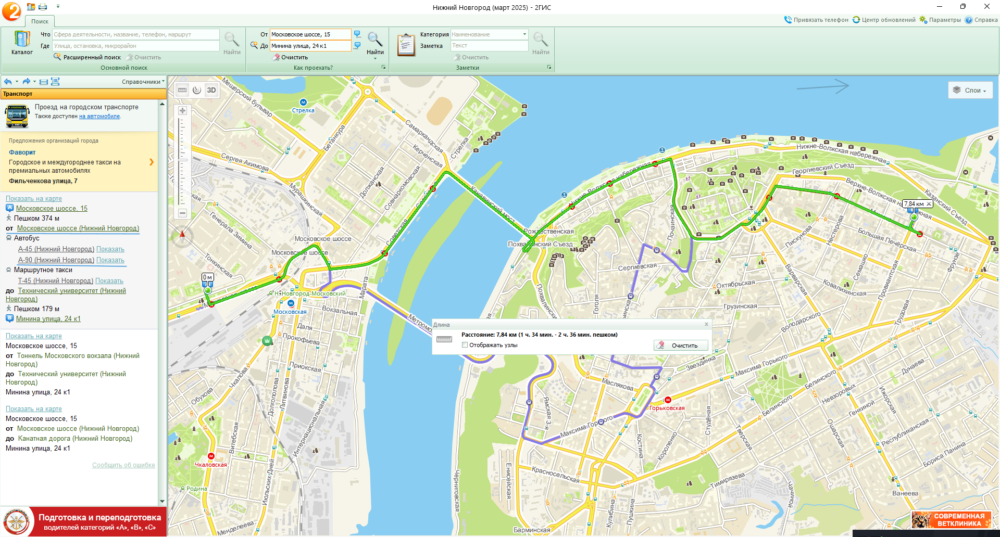 Нижний Новгород (март 2025) - 2ГИС
Поиск
Привязать телефон
Центр обновлений
Параметры
Справка
Каталог
Что
Сфера деятельности, название, телефон, маршрут
Где
Улица, остановка, микрорайон
Расширенный поиск
Очистить
Найти
Основной поиск
От
Московское шоссе, 15
До
Минина улица, 24 к1
Очистить
Найти
Как проехать?
Категория
Наименование
Заметка
Текст
Очистить
Найти
Заметки
Справочники
Транспорт
Проезд на городском транспорте
Также доступен на автомобиле.
Предложения организаций города
Фаворит
Городское и междугороднее такси на
премиальных автомобилях
Фильченкова улица, 7
Показать на карте
A Московское шоссе, 15
Пешком 374 м
от Московское шоссе (Нижний Новгород)
Автобус
А-45 (Нижний Новгород) Показать
А-90 (Нижний Новгород) Показать
Маршрутное такси
Т-45 (Нижний Новгород) Показать
до Технический университет (Нижний
Новгород)
Пешком 179 м
B Минина улица, 24 к1
Показать на карте
Московское шоссе, 15
от Тоннель Московского вокзала (Нижний
Новгород)
до Технический университет (Нижний
Новгород)
Минина улица, 24 к1
Показать на карте
Московское шоссе, 15
от Московское шоссе (Нижний Новгород)
до Канатная дорога (Нижний Новгород)
Минина улица, 24 к1
Сообщить об ошибке
Подготовка и переподготовка
водителей категорий «А», «В», «С»
3D
Слои
Мещерский бульвар
Стрелка
Бетанкура
Самаркандская
Керченская
Стрелка
Сергея Акимова
Мурашкинская
Должанская
Совнаркомовская
Канавинский мост
Нижне-Волжская набережная
Нижне-Волжская набережная
Георгиевский Съезд
Верхне-Волжская набережная
Казанский Съезд
7,84 км
Генерала Зимина
Тонкинская
Московское шоссе
Московское шоссе
Советская
Рождественская
Похвалинский Съезд
Почаинская
Сергиевская
Пискунова
Нестерова
Большая Печёрская
Семашко
Фрунзе
Варварская
Провиантская
Ковалихинская
Октябрьская
Грузинская
Трудовая
Володарского
0 м
Н.Новгород-Московский
Московская
Вокзальная
Марата
Даля
Прокофьева
Приокская
Гоголя
Длина
Расстояние: 7,84 км (1 ч. 34 мин. - 2 ч. 36 мин. пешком)
Отображать узлы
Очистить
Звездинка
Максима Горького
Маслякова
Горьковская
Ямская 3-я
Белинского
Белинского
Невзоровых
Дунаева
Ижорская
Генкиной
Ошарская
Республиканская
Бориса Панина
Студёная
Тверская
Короленко
Костина
Чкалова
Обухова
Долгополова
Литвинова
Интернациональная
Витебская
Чкаловская
Июльских Дней
Родина
Менделеева
Черниговская
Енисейская
Красносельская
Тимирязева
Ванеева
Кулибина
Пушкина
Барминская
СОВРЕМЕННАЯ
ВЕТКЛИНИКА